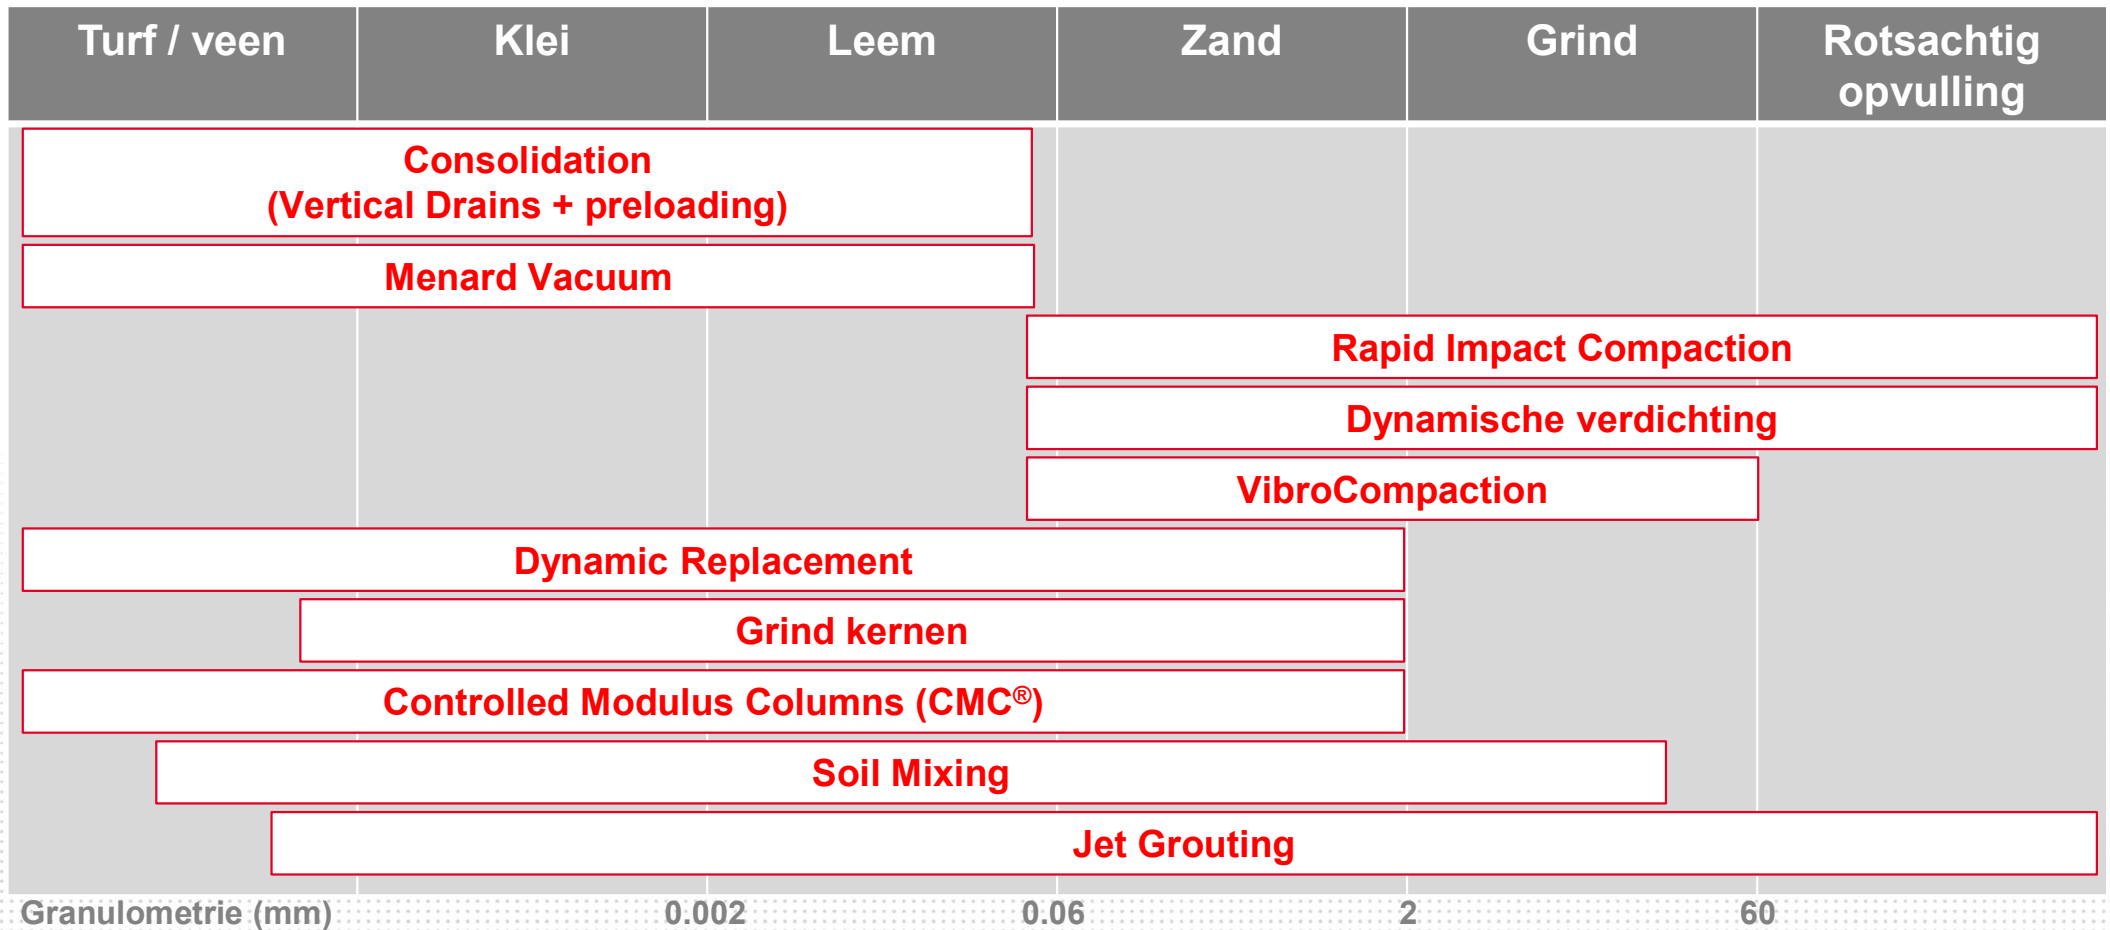 Turf / veen Klei Leem Zand Grind Rotsachtig
opvulling
Consolidation
(Vertical Drains + preloading)
Menard Vacuum
Rapid Impact Compaction
Dynamische verdichting
VibroCompaction
Dynamic Replacement
Grind kernen
Controlled Modulus Columns (CMC®)
Soil Mixing
Jet Grouting
Granulometrie (mm) 0.002 0.06 2 60